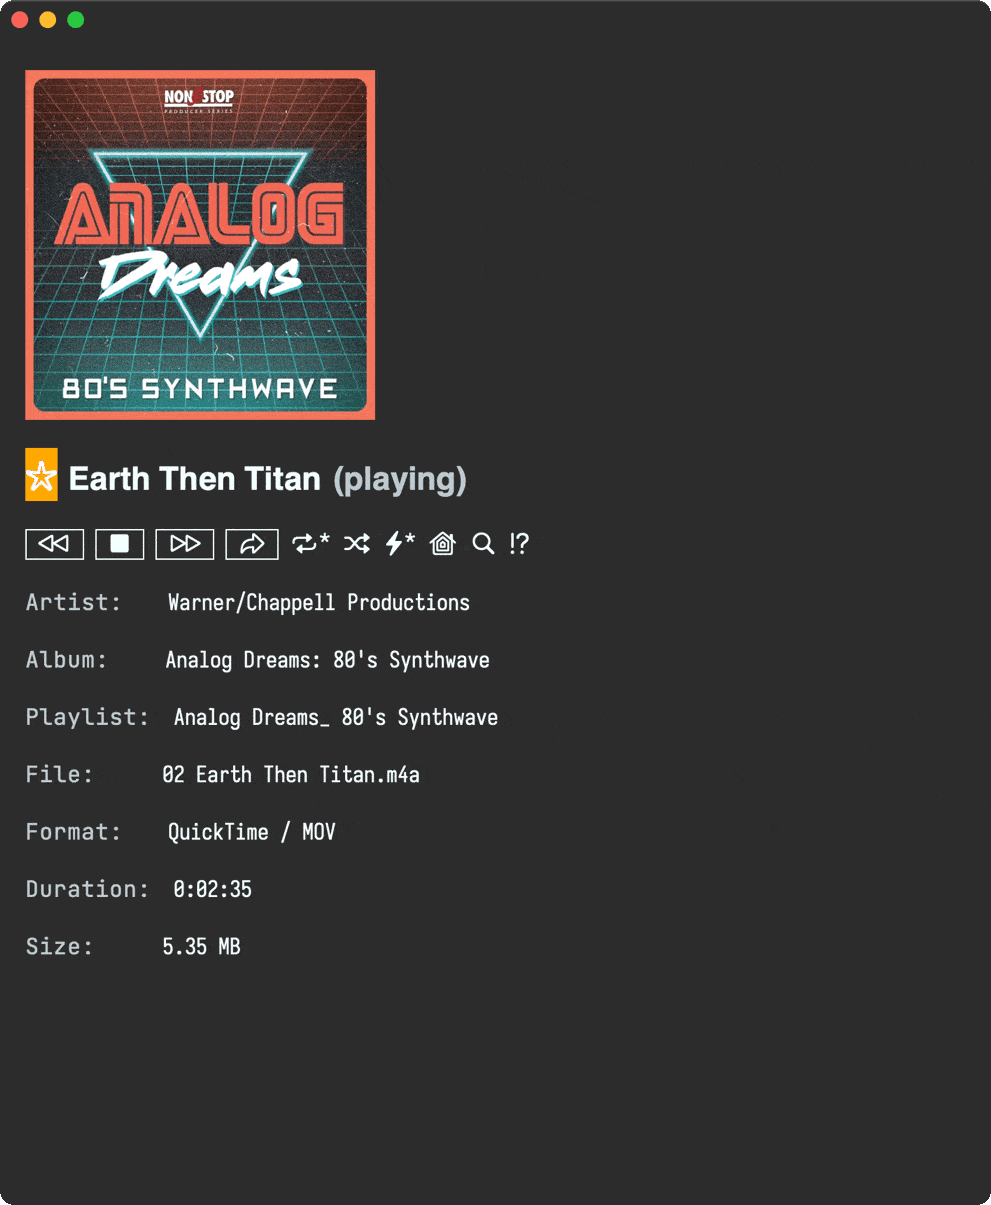 NON STOP
PRODUCER SERIES
ANALOG
Dreams
80'S SYNTHWAVE
Earth Then Titan (playing)
* * !?
Artist: Warner/Chappell Productions
Album: Analog Dreams: 80's Synthwave
Playlist: Analog Dreams_ 80's Synthwave
File: 02 Earth Then Titan.m4a
Format: QuickTime / MOV
Duration: 0:02:35
Size: 5.35 MB